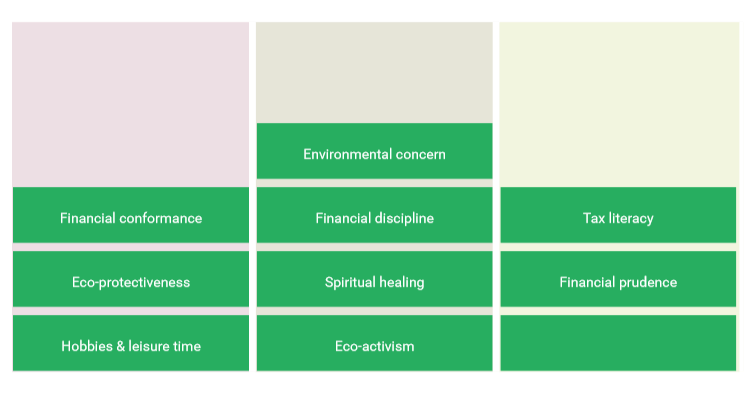 Environmental concern
Financial conformance
Financial discipline
Tax literacy
Eco-protectiveness
Spiritual healing
Financial prudence
Hobbies & leisure time
Eco-activism